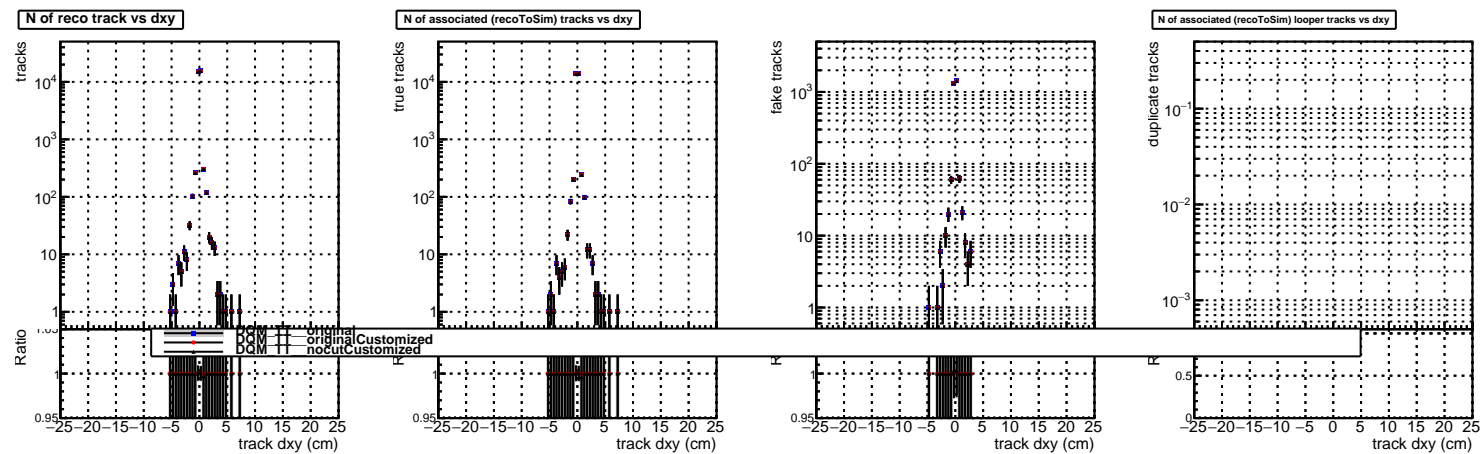 N of reco track vs dxy
N of associated (recoToSim) tracks vs dxy
N of associated (recoToSim) looper tracks vs dxy
tracks
10⁴
10³
10²
10
1
Ratio
1
0.95
−25 −20 −15 −10 −5 0 5 10 15 20 25
track dxy (cm)
true tracks
10⁴
10³
10²
10
1
1
0.95
−25 −20 −15 −10 −5 0 5 10 15 20 25
track dxy (cm)
fake tracks
10³
10²
10
1
1
0.95
−25 −20 −15 −10 −5 0 5 10 15 20 25
track dxy (cm)
duplicate tracks
10⁻¹
10⁻²
10⁻³
0.5
0
−25 −20 −15 −10 −5 0 5 10 15 20 25
track dxy (cm)
DQM_TT__original
DQM_TT__originalCustomized
DQM_TT__nocutCustomized